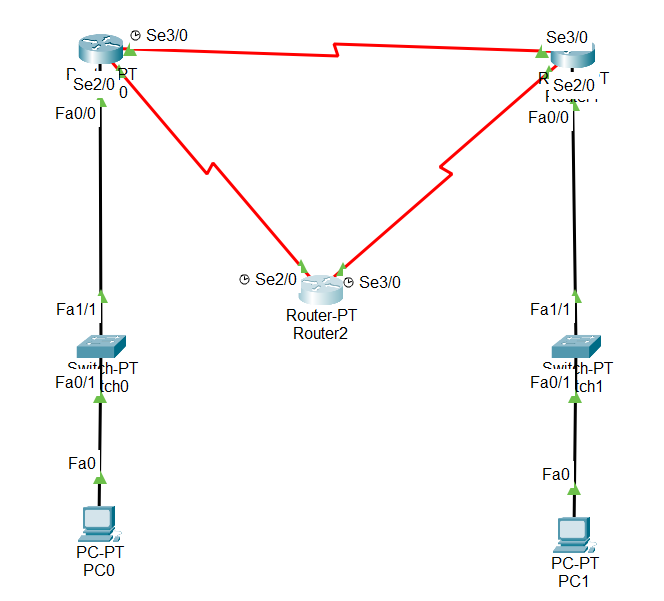 Se3/0
Se3/0
Se2/0
0
Se2/0
Fa0/0
Fa0/0
Se2/0
Se3/0
Fa1/1
Router-PT
Router2
Fa1/1
Switch-PT
Switch-PT
Fa0/1
tch0
Fa0/1
tch1
Fa0
Fa0
PC-PT
PC0
PC-PT
PC1